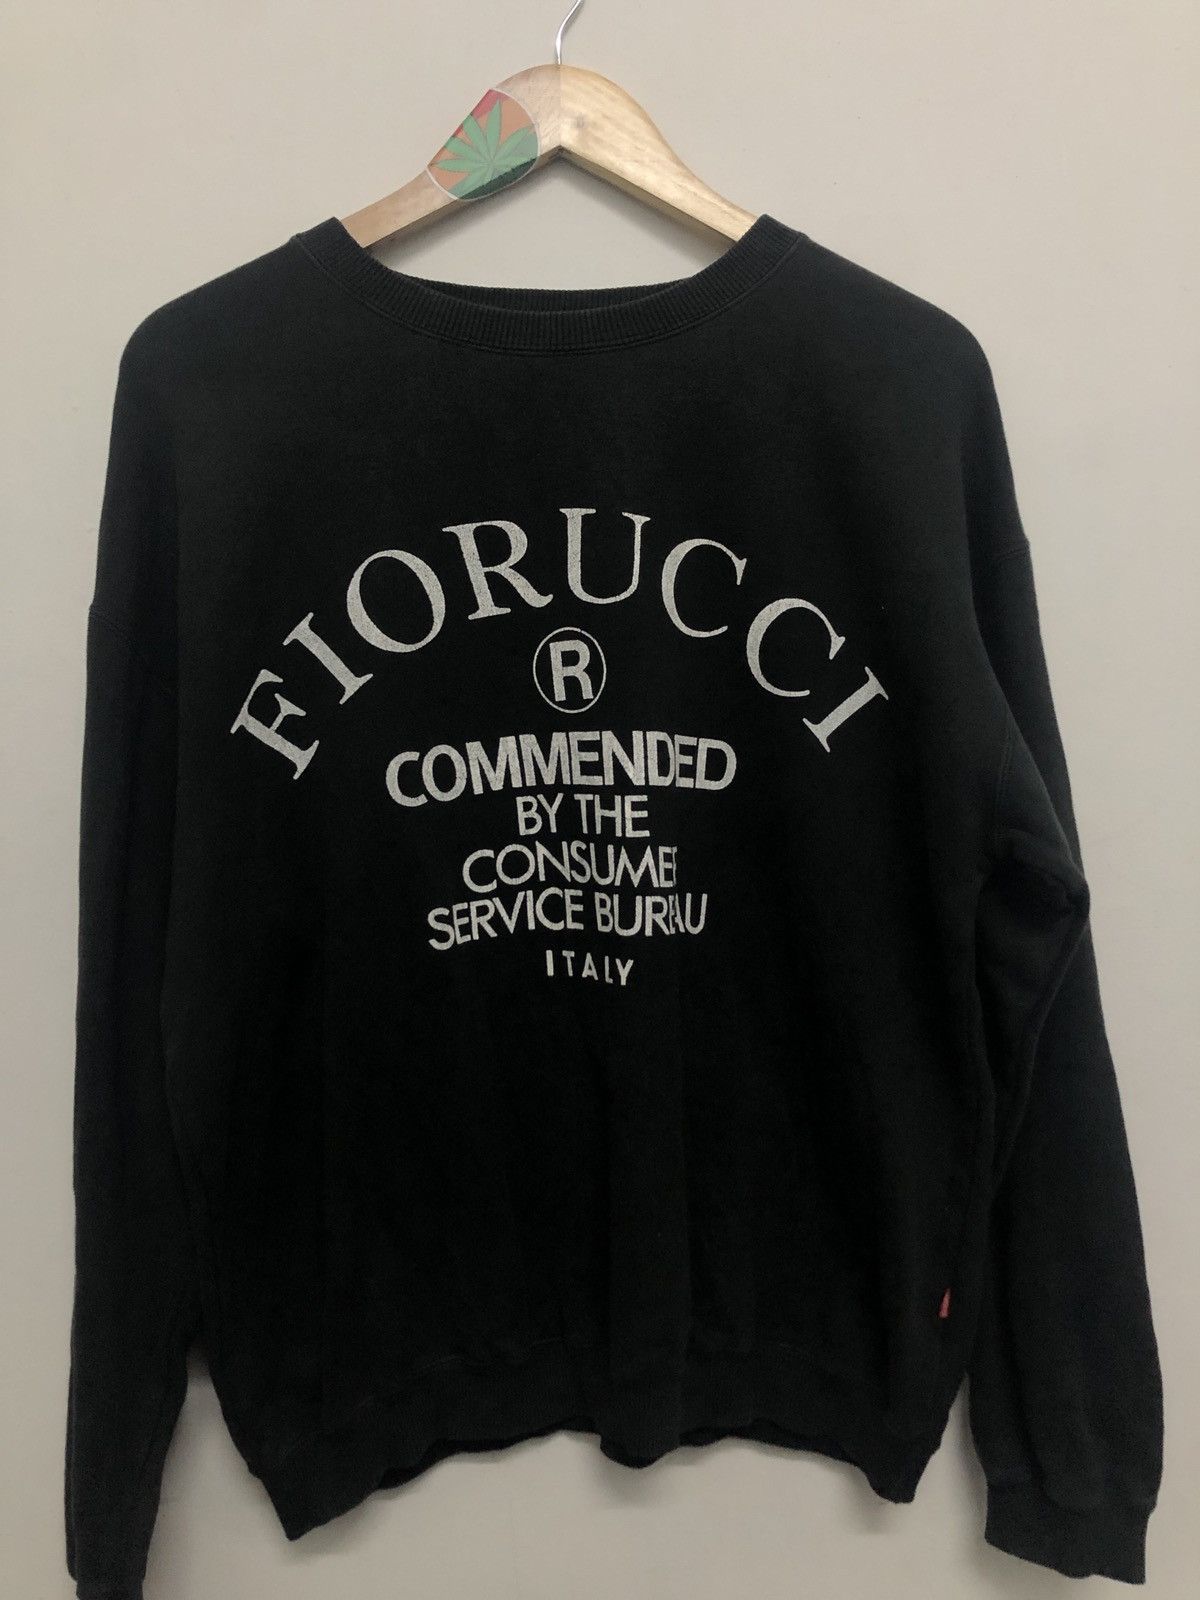 FIORUCCI
®
COMMENDED
BY THE
CONSUMER
SERVICE BUREAU
ITALY